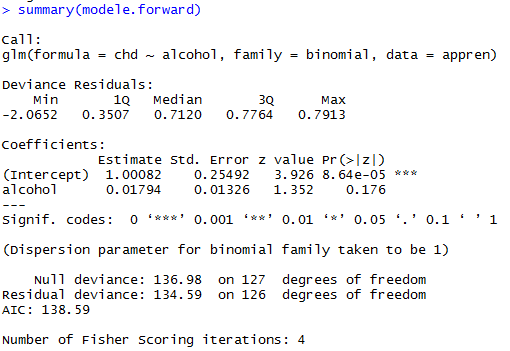 > summary(modele.forward)
Call:
glm(formula = chd ~ alcohol, family = binomial, data = appren)
Deviance Residuals:
    Min       1Q   Median       3Q      Max
-2.0652   0.3507   0.7120   0.7764   0.7913
Coefficients:
            Estimate Std. Error z value Pr(>|z|)
(Intercept)  1.00082    0.25492   3.926 8.64e-05 ***
alcohol      0.01794    0.01326   1.352    0.176
---
Signif. codes:  0 ‘***’ 0.001 ‘**’ 0.01 ‘*’ 0.05 ‘.’ 0.1 ‘ ’ 1
(Dispersion parameter for binomial family taken to be 1)
    Null deviance: 136.98  on 127  degrees of freedom
Residual deviance: 134.59  on 126  degrees of freedom
AIC: 138.59
Number of Fisher Scoring iterations: 4